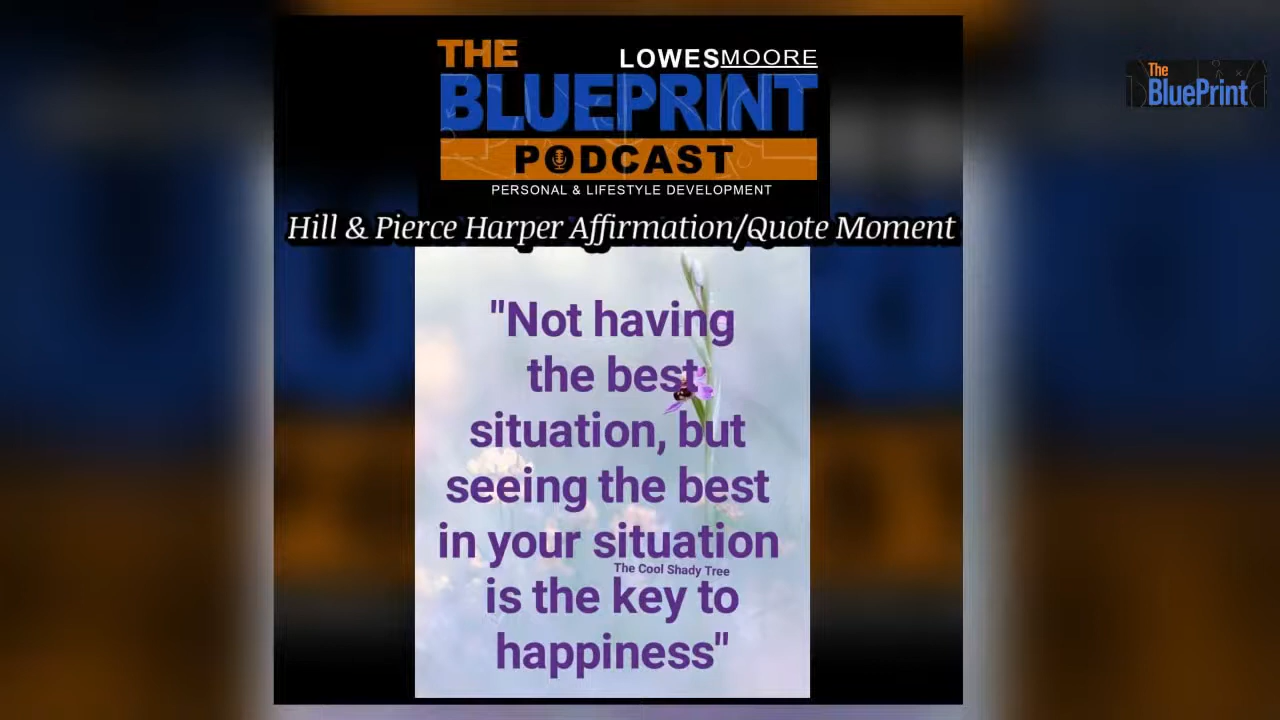 THE
LOWESMOORE
BLUEPRINT
PODCAST
PERSONAL & LIFESTYLE DEVELOPMENT
The
BluePrint
Hill & Pierce Harper Affirmation/Quote Moment
"Not having
the best
situation, but
seeing the best
in your situation
The Cool Shady Tree
is the key to
happiness"